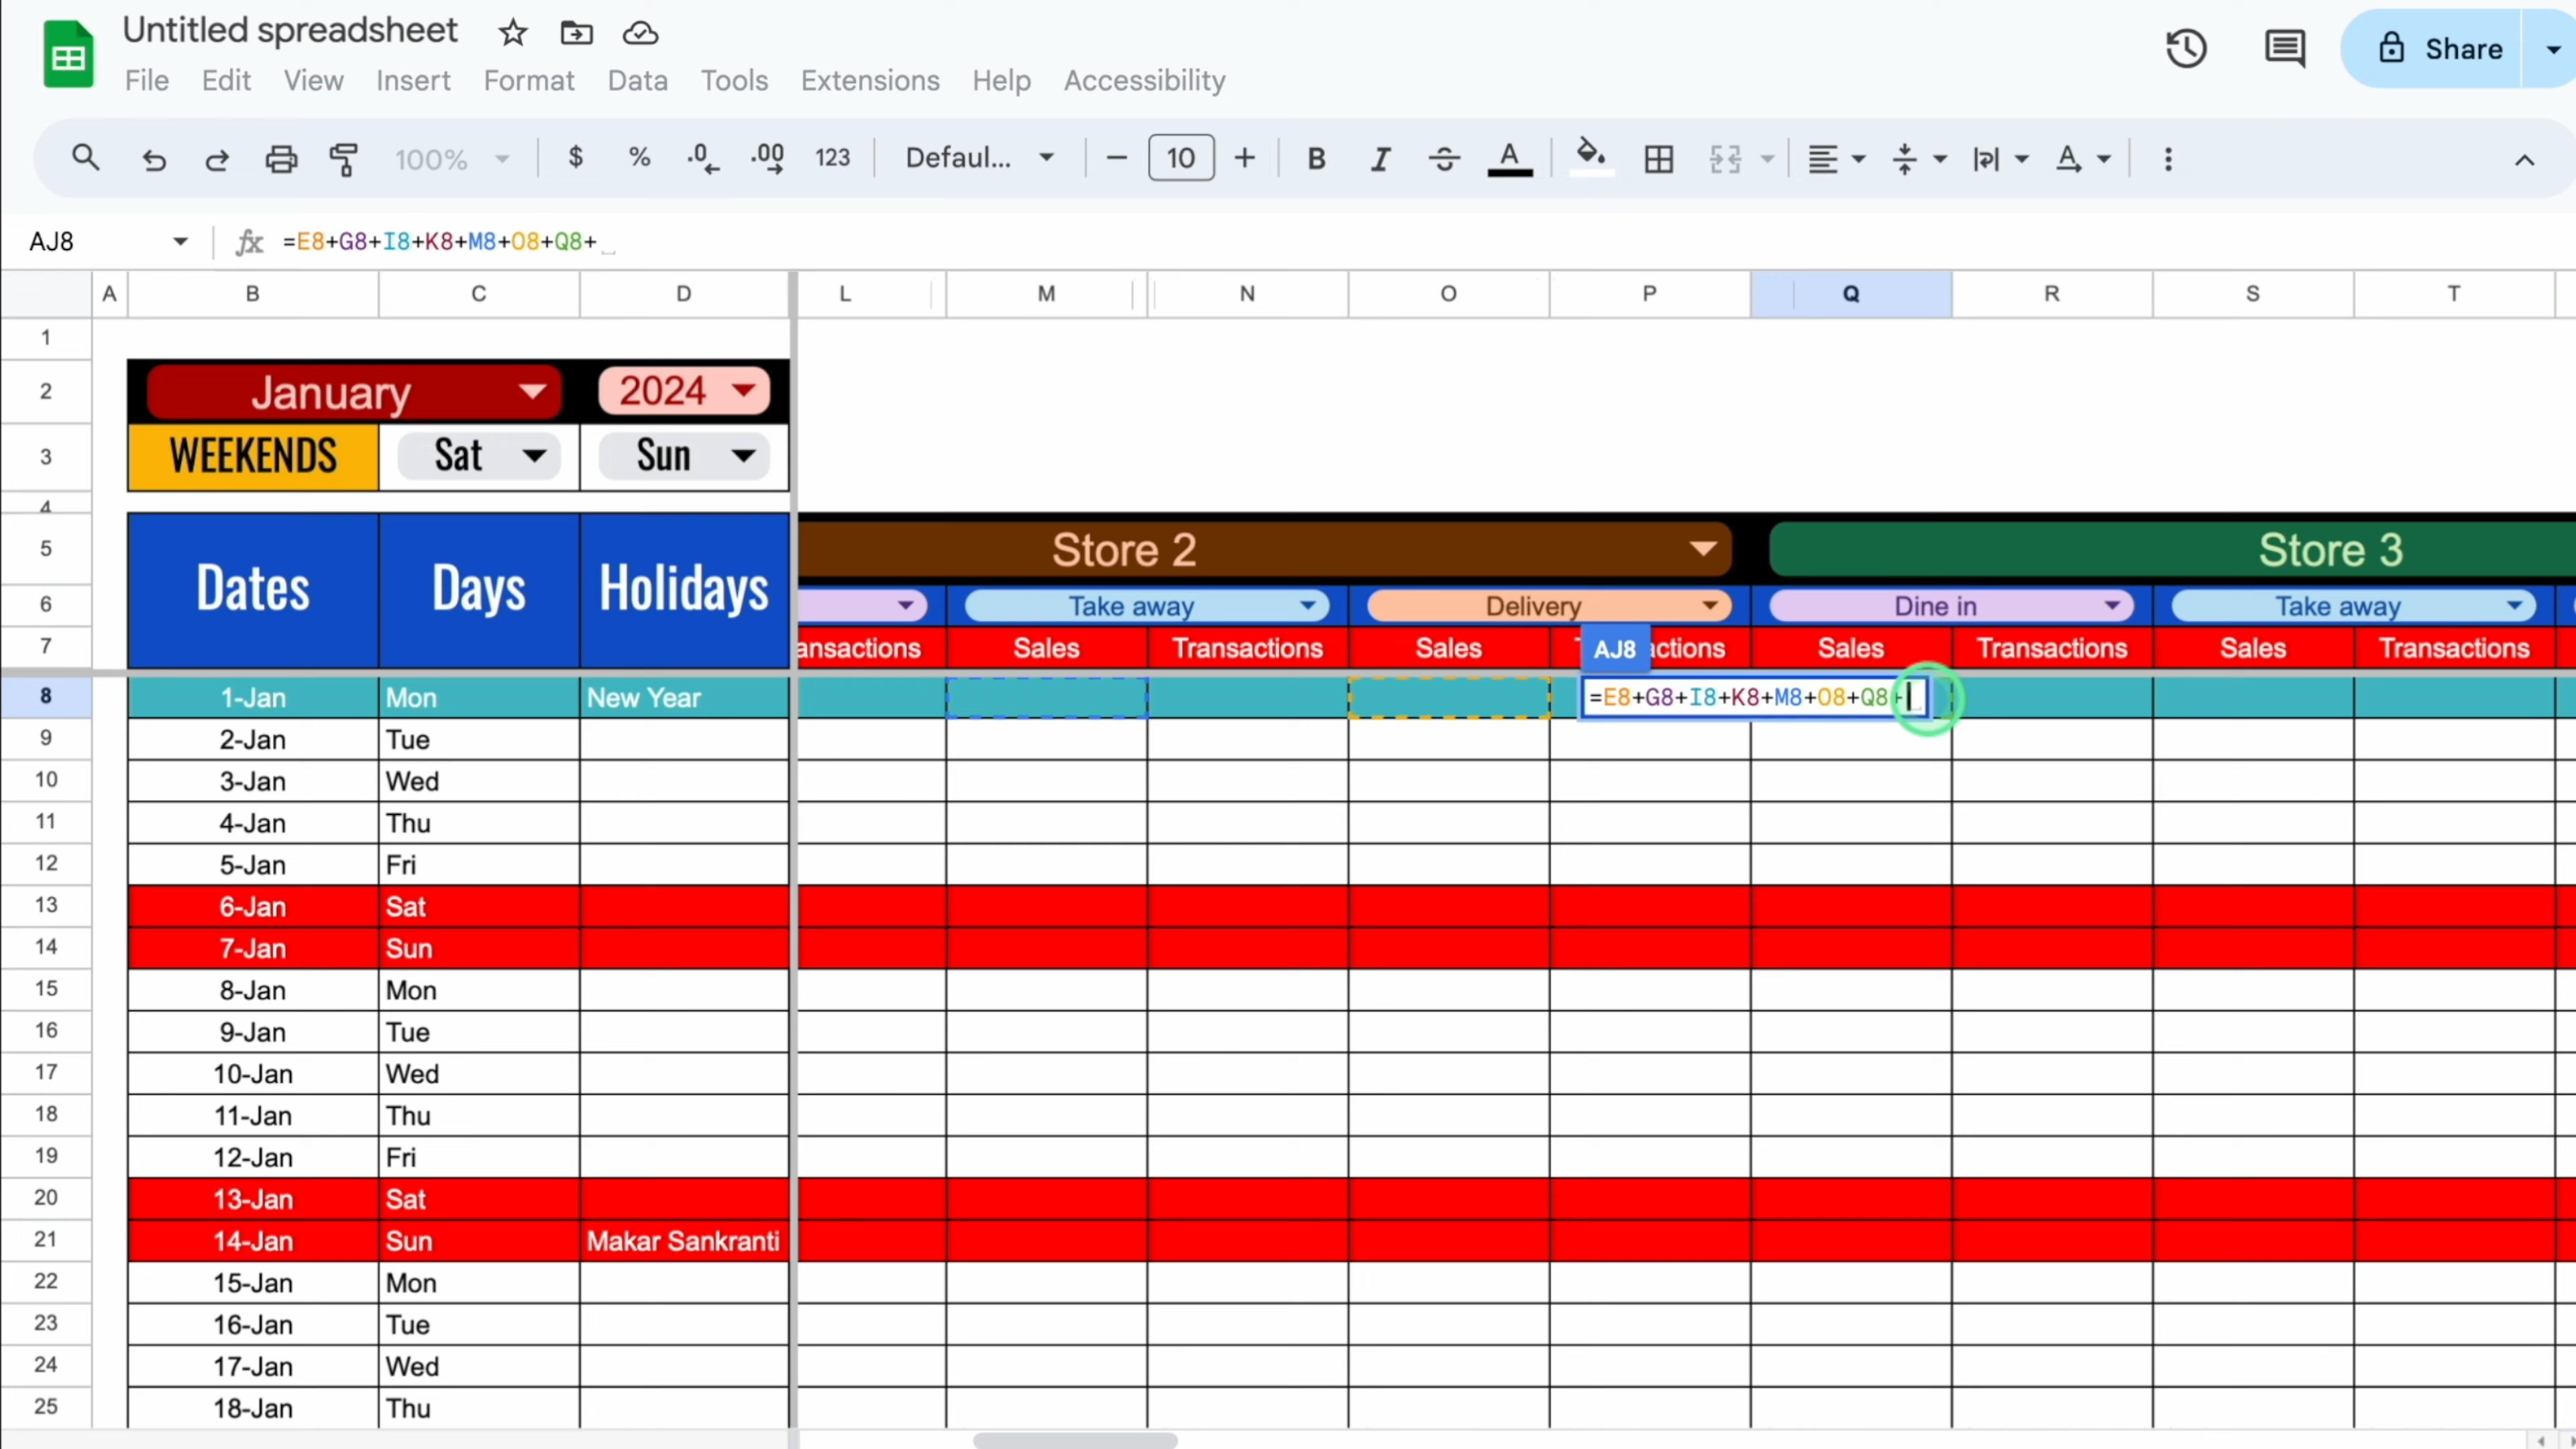 Untitled spreadsheet
File Edit View Insert Format Data Tools Extensions Help Accessibility
Share
100% $ % .0 .00 123 Defaul... 10 B I A A
AJ8 fx =E8+G8+I8+K8+M8+O8+Q8+
A B C D L M N O P Q R S T
1
2 January 2024
3 WEEKENDS Sat Sun
4
5 Dates Days Holidays Store 2 Store 3
6 Take away Delivery Dine in Take away
7 ansactions Sales Transactions Sales T AJ8 actions Sales Transactions Sales Transactions
8 1-Jan Mon New Year =E8+G8+I8+K8+M8+O8+Q8+
9 2-Jan Tue
10 3-Jan Wed
11 4-Jan Thu
12 5-Jan Fri
13 6-Jan Sat
14 7-Jan Sun
15 8-Jan Mon
16 9-Jan Tue
17 10-Jan Wed
18 11-Jan Thu
19 12-Jan Fri
20 13-Jan Sat
21 14-Jan Sun Makar Sankranti
22 15-Jan Mon
23 16-Jan Tue
24 17-Jan Wed
25 18-Jan Thu